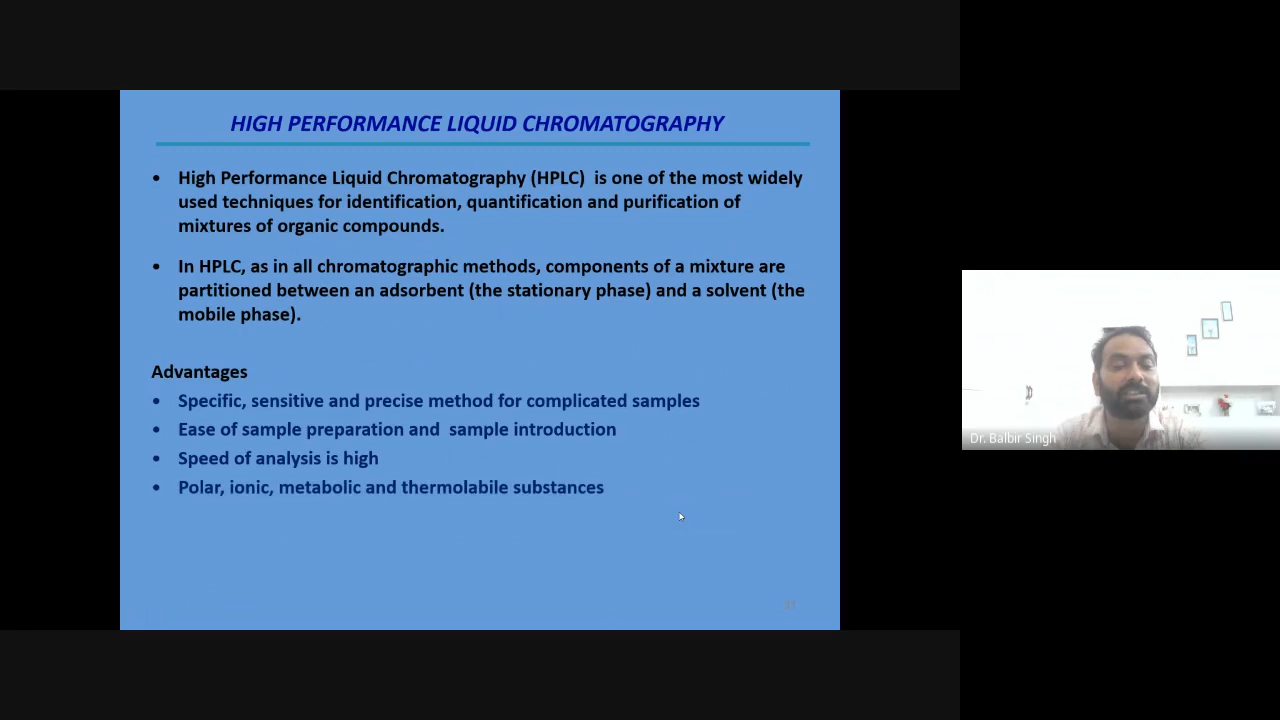 HIGH PERFORMANCE LIQUID CHROMATOGRAPHY
• High Performance Liquid Chromatography (HPLC) is one of the most widely
used techniques for identification, quantification and purification of
mixtures of organic compounds.
• In HPLC, as in all chromatographic methods, components of a mixture are
partitioned between an adsorbent (the stationary phase) and a solvent (the
mobile phase).
Advantages
• Specific, sensitive and precise method for complicated samples
• Ease of sample preparation and  sample introduction
• Speed of analysis is high
• Polar, ionic, metabolic and thermolabile substances
Dr. Balbir Singh